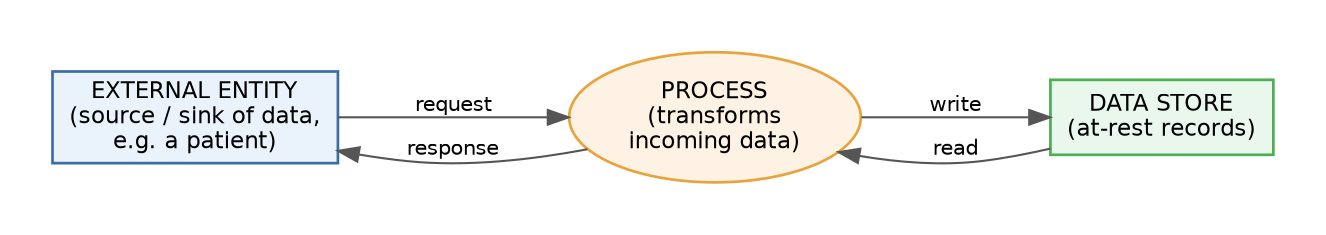 EXTERNAL ENTITY
(source / sink of data,
e.g. a patient)
request
response
PROCESS
(transforms
incoming data)
write
read
DATA STORE
(at-rest records)